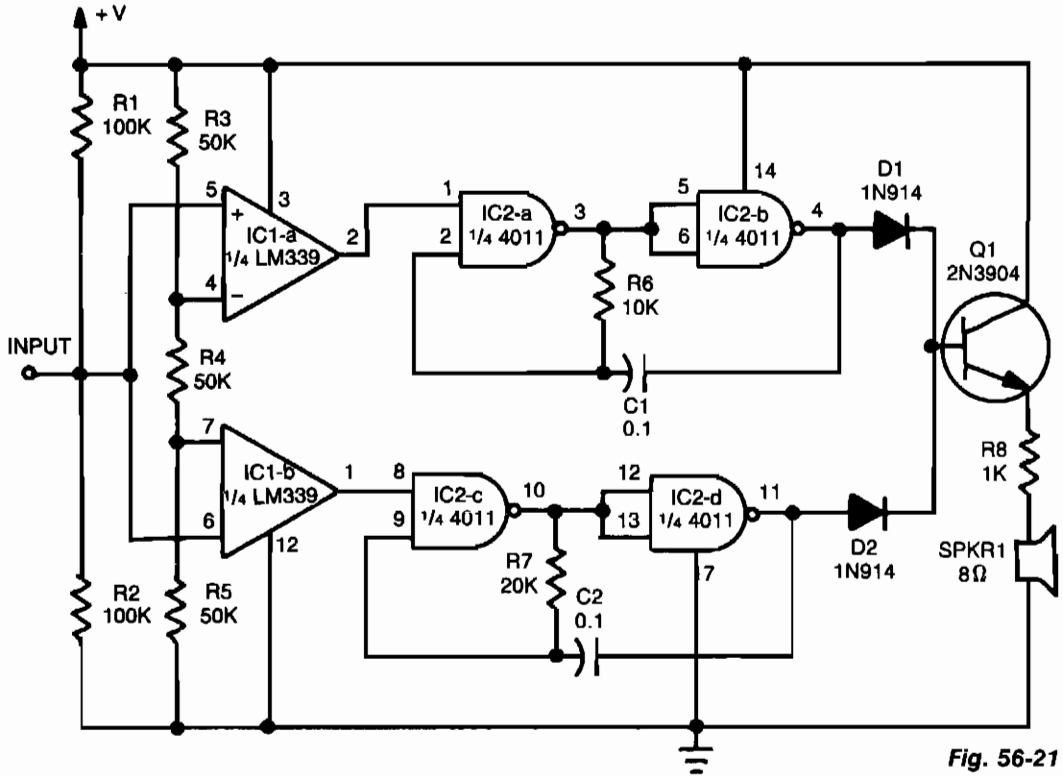 +V
R1
100K
R3
50K
5
+
3
IC1-a
1/4 LM339
2
4
−
INPUT
R4
50K
7
IC1-b
1/4 LM339
1
6
12
R2
100K
R5
50K
1
2
IC2-a
1/4 4011
3
5
6
IC2-b
1/4 4011
14
4
D1
1N914
R6
10K
C1
0.1
Q1
2N3904
8
9
IC2-c
1/4 4011
10
12
13
IC2-d
1/4 4011
11
7
R7
20K
C2
0.1
D2
1N914
R8
1K
SPKR1
8Ω
Fig. 56-21